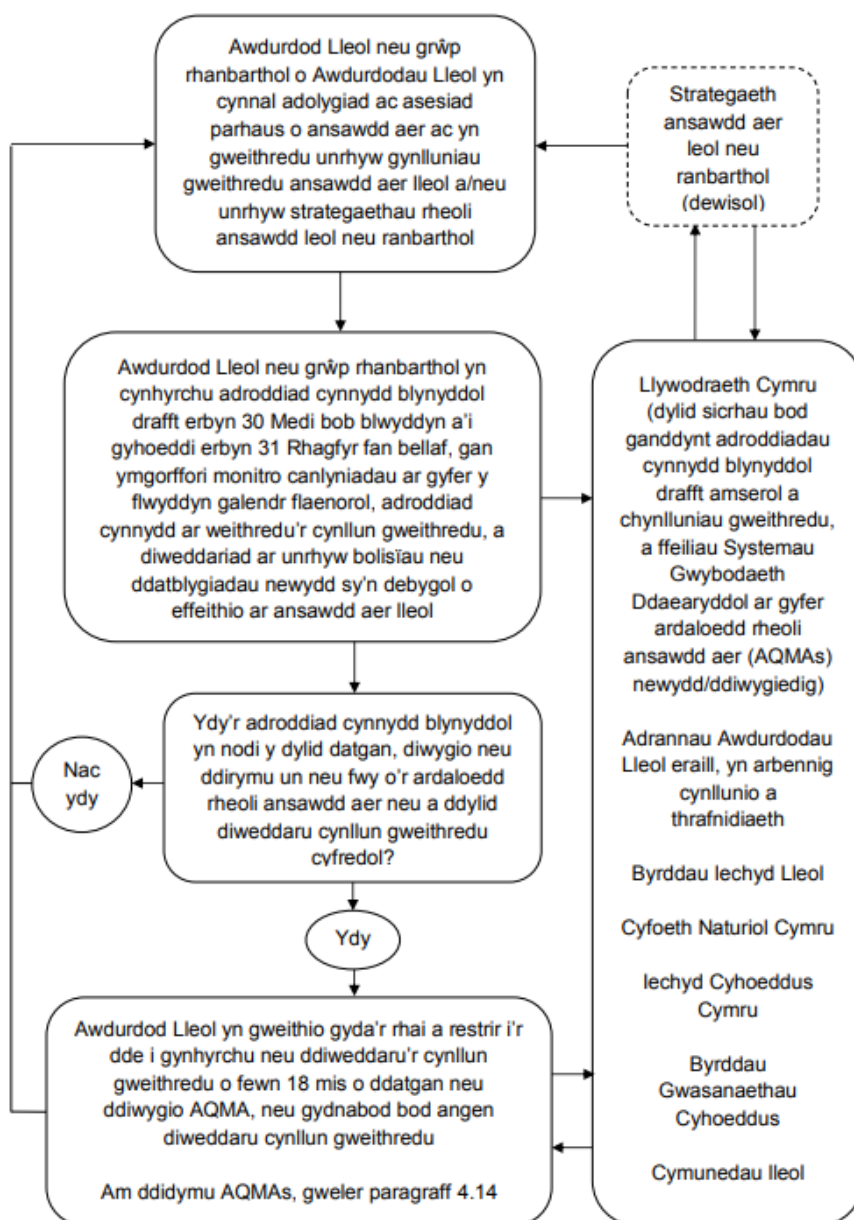 Awdurdod Lleol neu grŵp
rhanbarthol o Awdurdodau Lleol yn
cynnal adolygiad ac asesiad
parhaus o ansawdd aer ac yn
gweithredu unrhyw gynlluniau
gweithredu ansawdd aer lleol a/neu
unrhyw strategaethau rheoli
ansawdd leol neu ranbarthol
Strategaeth
ansawdd aer
leol neu
ranbarthol
(dewisol)
Awdurdod Lleol neu grŵp rhanbarthol yn
cynhyrchu adroddiad cynnydd blynyddol
drafft erbyn 30 Medi bob blwyddyn a'i
gyhoeddi erbyn 31 Rhagfyr fan bellaf, gan
ymgorffori monitro canlyniadau ar gyfer y
flwyddyn galendr flaenorol, adroddiad
cynnydd ar weithredu'r cynllun gweithredu, a
diweddariad ar unrhyw bolisïau neu
ddatblygiadau newydd sy'n debygol o
effeithio ar ansawdd aer lleol
Ydy'r adroddiad cynnydd blynyddol
yn nodi y dylid datgan, diwygio neu
ddirymu un neu fwy o'r ardaloedd
rheoli ansawdd aer neu a ddylid
diweddaru cynllun gweithredu
cyfredol?
Nac
ydy
Ydy
Awdurdod Lleol yn gweithio gyda'r rhai a restrir i'r
dde i gynhyrchu neu ddiweddaru'r cynllun
gweithredu o fewn 18 mis o ddatgan neu
ddiwygio AQMA, neu gydnabod bod angen
diweddaru cynllun gweithredu
Am ddidymu AQMAs, gweler paragraff 4.14
Llywodraeth Cymru
(dylid sicrhau bod
ganddynt adroddiadau
cynnydd blynyddol
drafft amserol a
chynlluniau gweithredu,
a ffeiliau Systemau
Gwybodaeth
Ddaearyddol ar gyfer
ardaloedd rheoli
ansawdd aer (AQMAs)
newydd/ddiwygiedig)
Adrannau Awdurdodau
Lleol eraill, yn arbennig
cynllunio a
thrafnidiaeth
Byrddau Iechyd Lleol
Cyfoeth Naturiol Cymru
Iechyd Cyhoeddus
Cymru
Byrddau
Gwasanaethau
Cyhoeddus
Cymunedau lleol